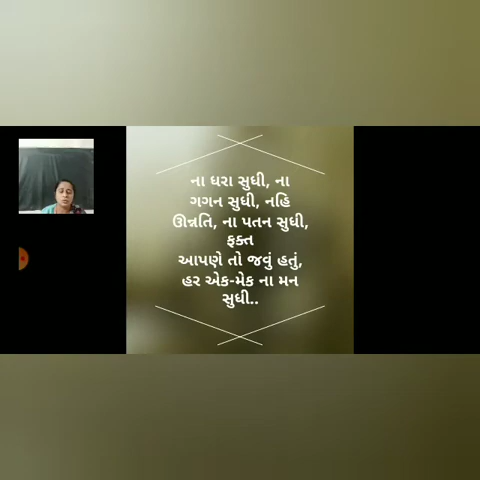 ના ધરા સુધી, ના
ગગન સુધી, નહિ
ઊન્નતિ, ના પતન સુધી,
ફક્ત
આપણે તો જવું હતું,
હર એક-મેક ના મન
સુધી..